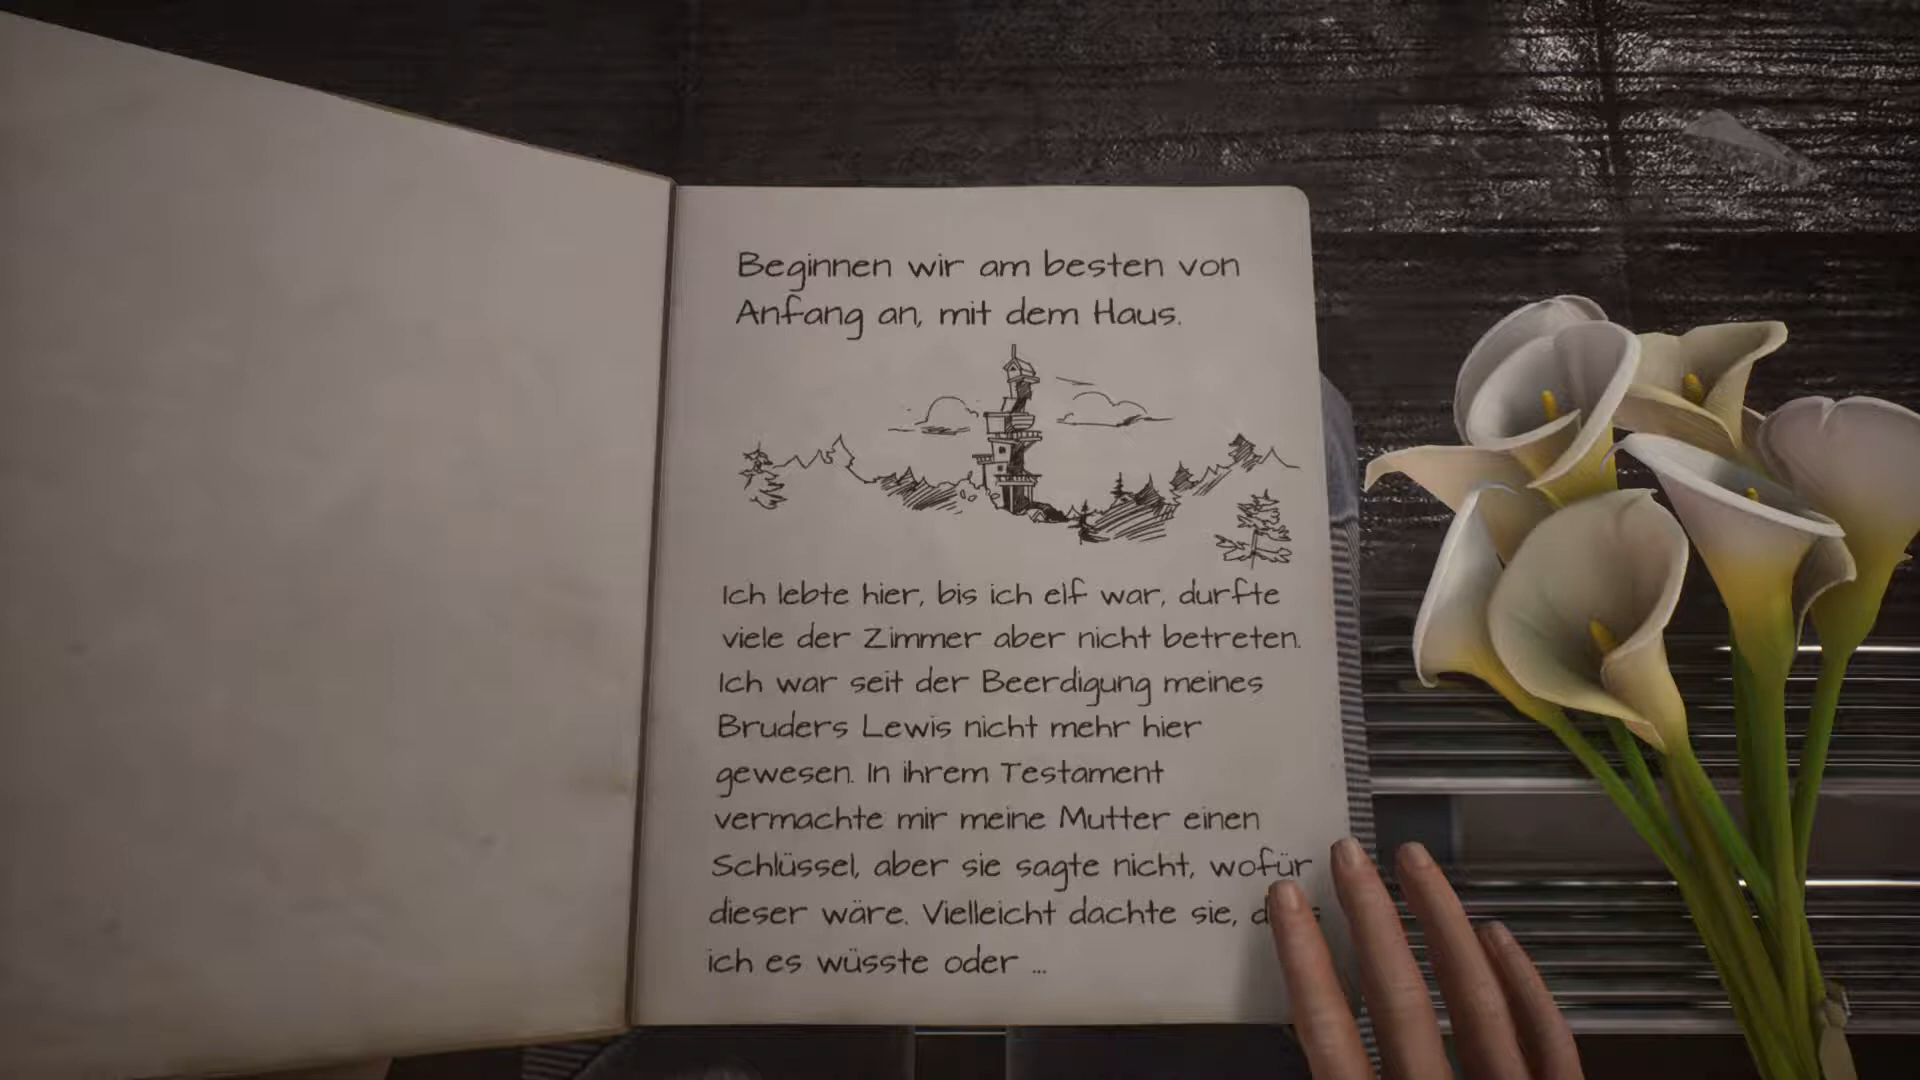 Beginnen wir am besten von
Anfang an, mit dem Haus.
Ich lebte hier, bis ich elf war, durfte
viele der Zimmer aber nicht betreten.
Ich war seit der Beerdigung meines
Bruders Lewis nicht mehr hier
gewesen. In ihrem Testament
vermachte mir meine Mutter einen
Schlüssel, aber sie sagte nicht, wofür
dieser wäre. Vielleicht dachte sie,
ich es wüsste oder ...